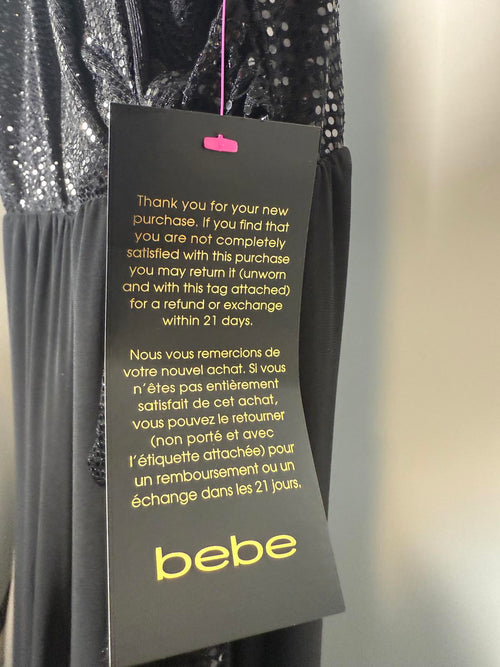 Thank you for your new
purchase. If you find that
you are not completely
satisfied with this purchase
you may return it (unworn
and with this tag attached)
for a refund or exchange
within 21 days.
Nous vous remercions de
votre nouvel achat. Si vous
n'êtes pas entièrement
satisfait de cet achat,
vous pouvez le retourner
(non porté et avec
l'étiquette attachée) pour
un remboursement ou un
échange dans les 21 jours.
bebe